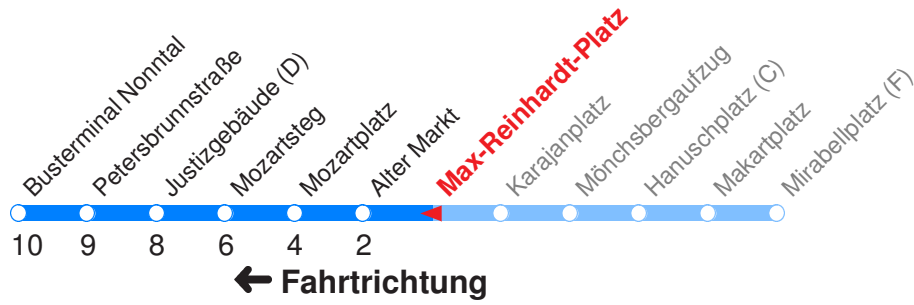 Busterminal Nonntal
Petersbrunnstraße
Justizgebäude (D)
Mozartsteg
Mozartplatz
Alter Markt
Max-Reinhardt-Platz
Karajanplatz
Mönchsbergaufzug
Hanuschplatz (C)
Makartplatz
Mirabellplatz (F)
10 9 8 6 4 2
Fahrtrichtung